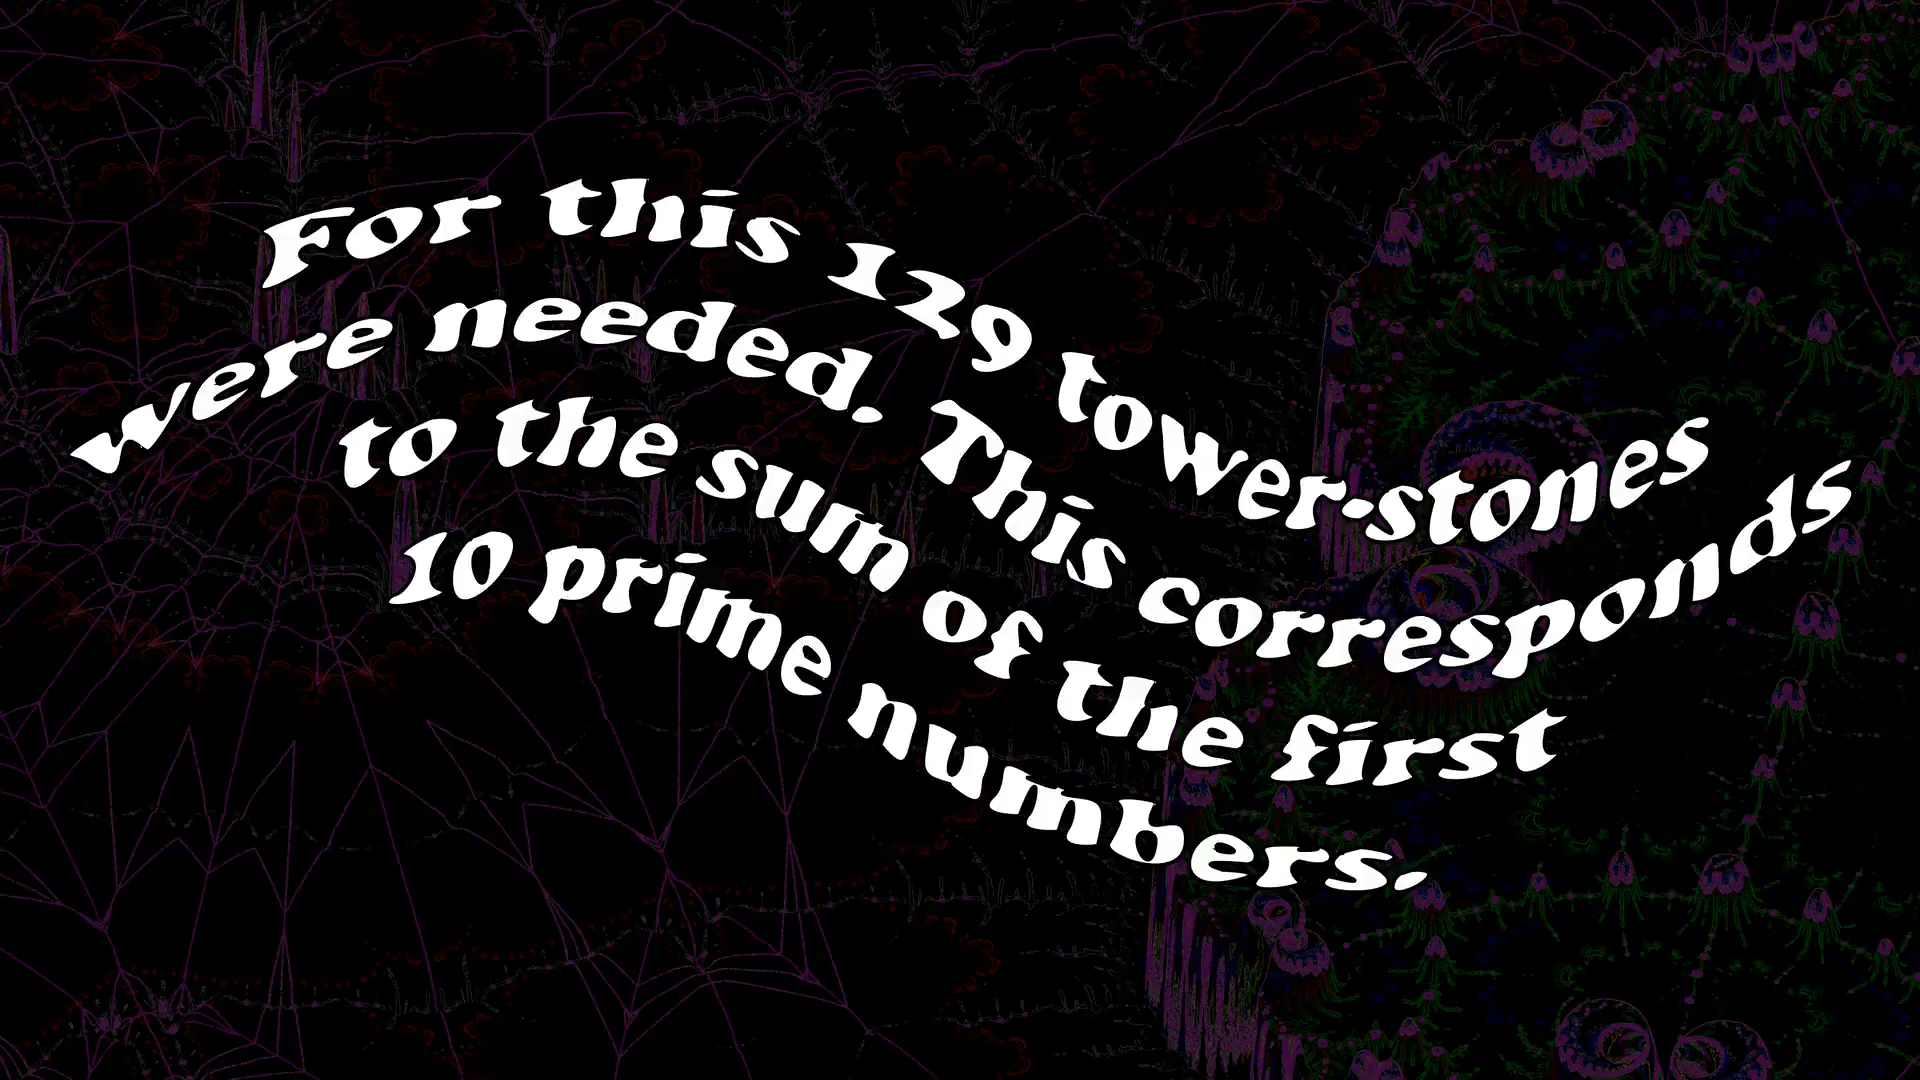 For this 129 tower-stones
were needed. This corresponds
to the sum of the first
10 prime numbers.